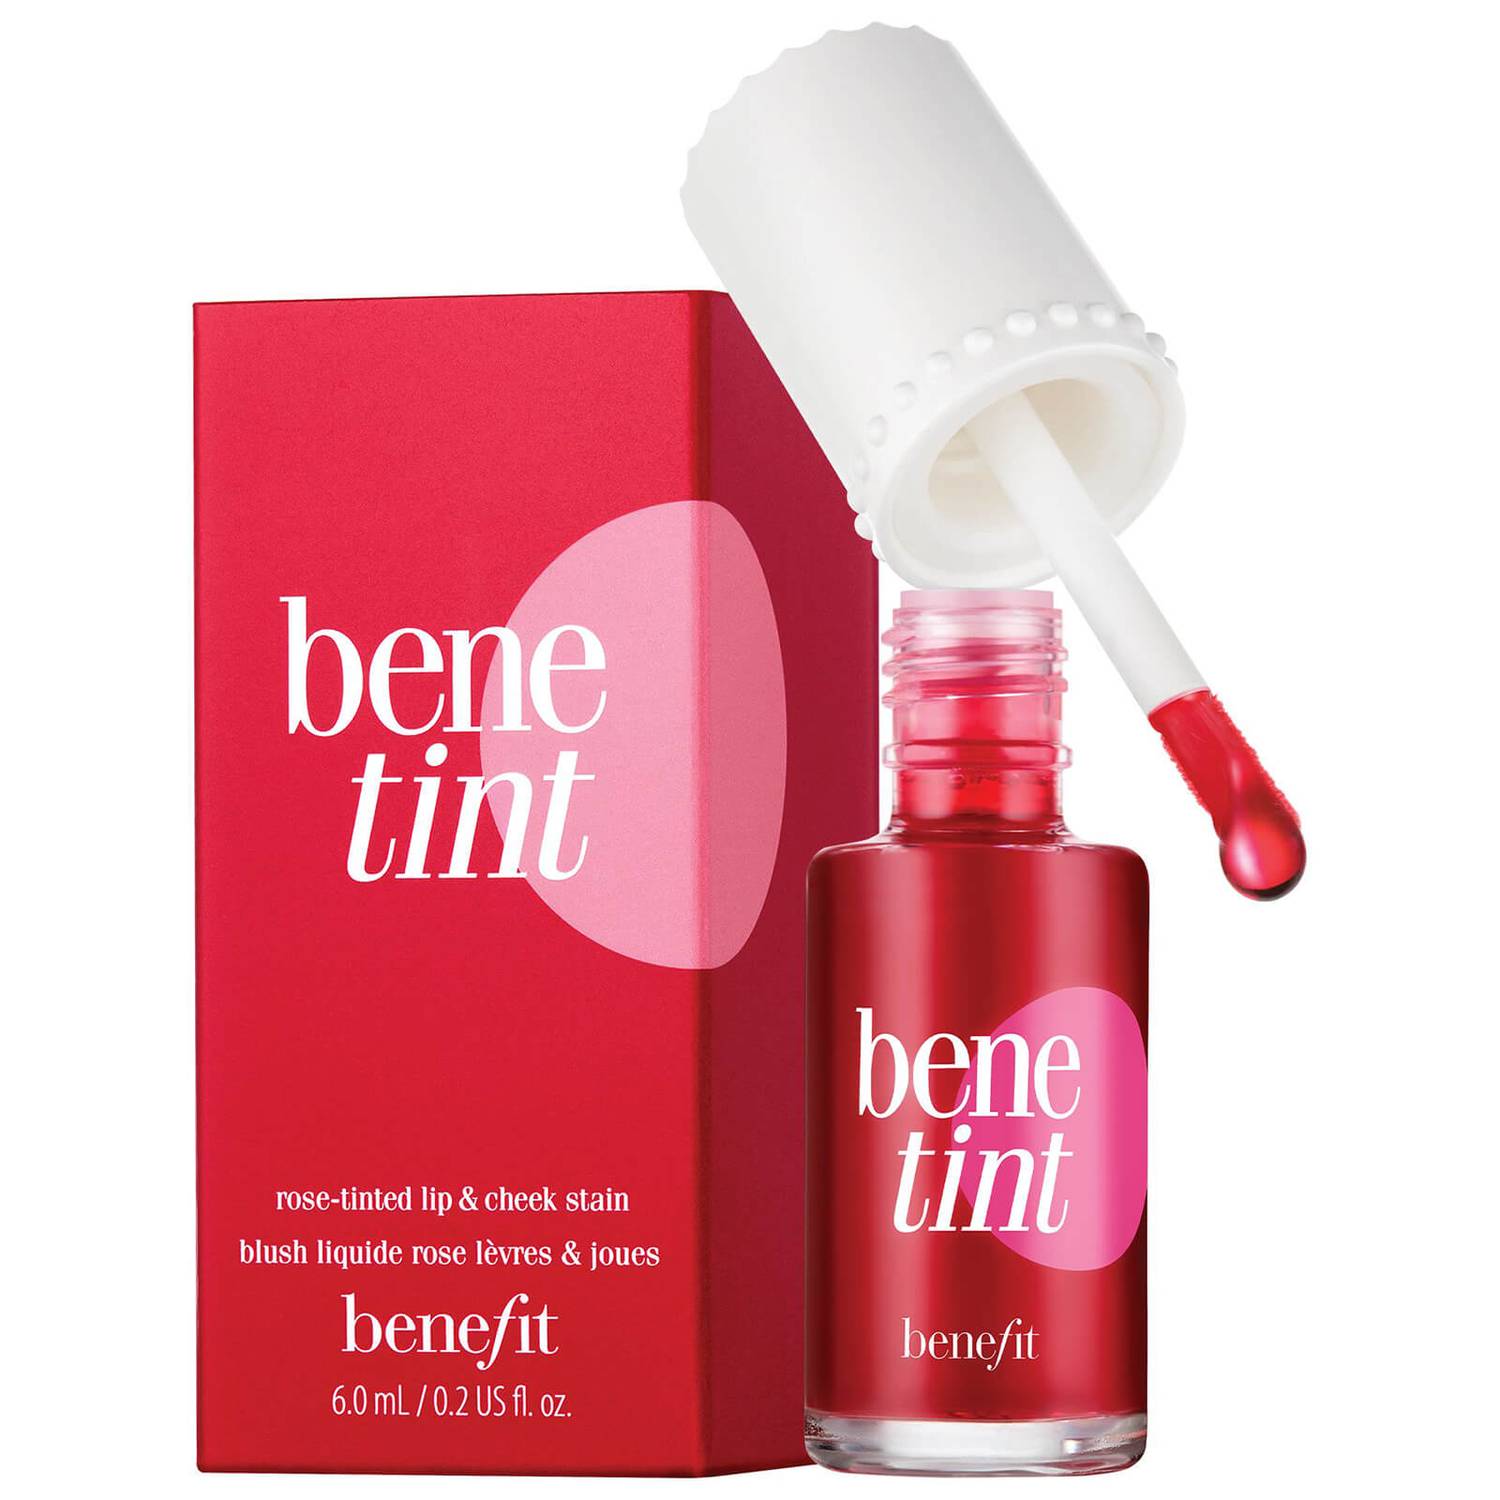 bene
tint
rose-tinted lip & cheek stain
blush liquide rose lèvres & joues
benefit
6.0 mL / 0.2 US fl. oz.
bene
tint
benefit